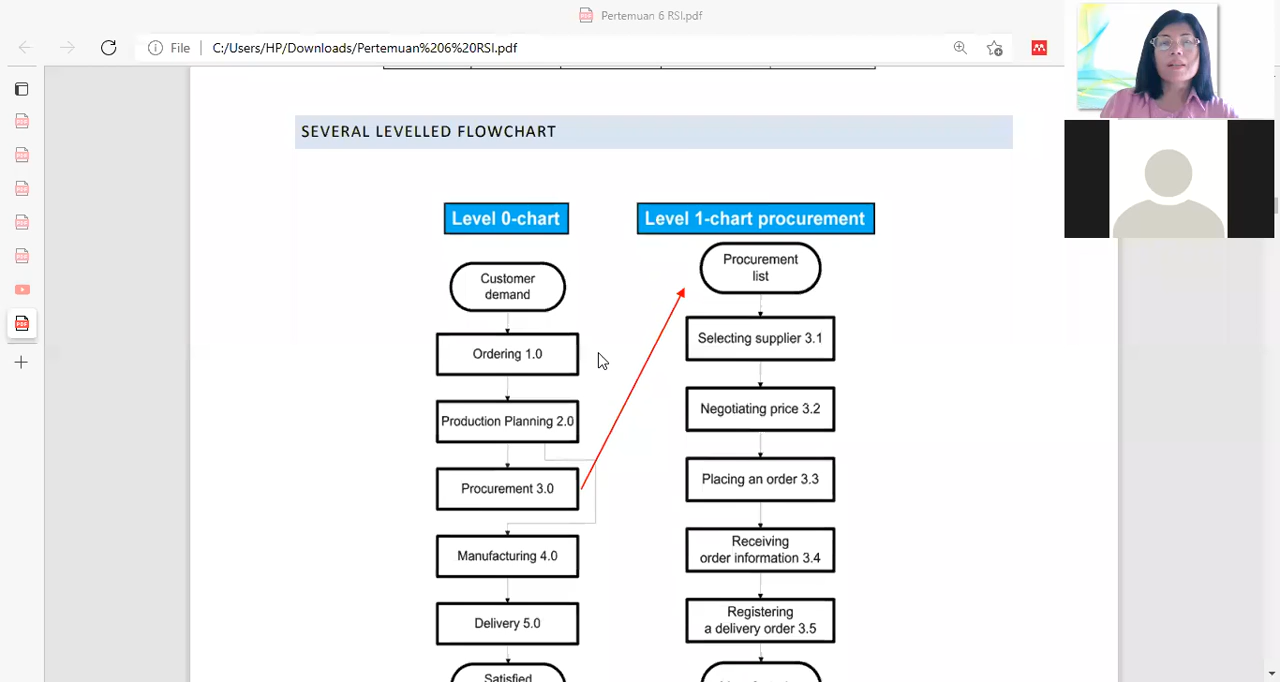 Pertemuan 6 RSI.pdf
File
C:/Users/HP/Downloads/Pertemuan%206%20RSI.pdf
SEVERAL LEVELLED FLOWCHART
Level 0-chart
Customer
demand
Ordering 1.0
Production Planning 2.0
Procurement 3.0
Manufacturing 4.0
Delivery 5.0
Satisfied
Level 1-chart procurement
Procurement
list
Selecting supplier 3.1
Negotiating price 3.2
Placing an order 3.3
Receiving
order information 3.4
Registering
a delivery order 3.5